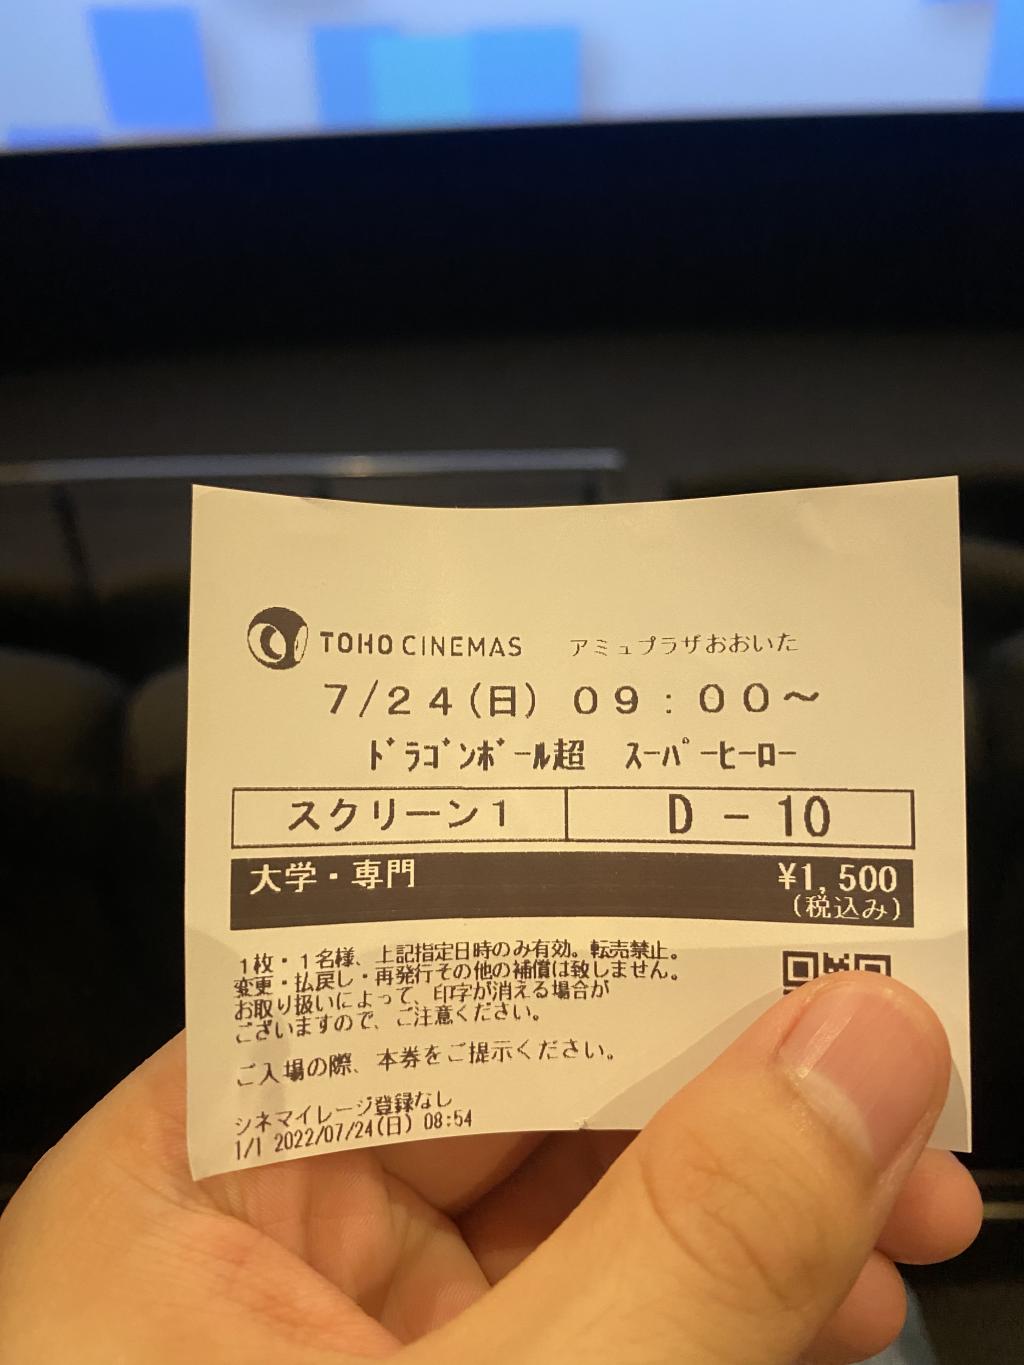 TOHO CINEMAS アミュプラザおおいた
7/24(日) 09:00～
ﾄﾞﾗｺﾞﾝﾎﾞｰﾙ超 ｽｰﾊﾟｰﾋｰﾛｰ
スクリーン1 D - 10
大学・専門 ¥1,500
(税込み)
1枚・1名様、上記指定日時のみ有効。転売禁止。
変更・払戻し・再発行その他の補償は致しません。
お取り扱いによって、印字が消える場合が
ございますので、ご注意ください。
ご入場の際、本券をご提示ください。
シネマイレージ登録なし
1/1 2022/07/24(日) 08:54